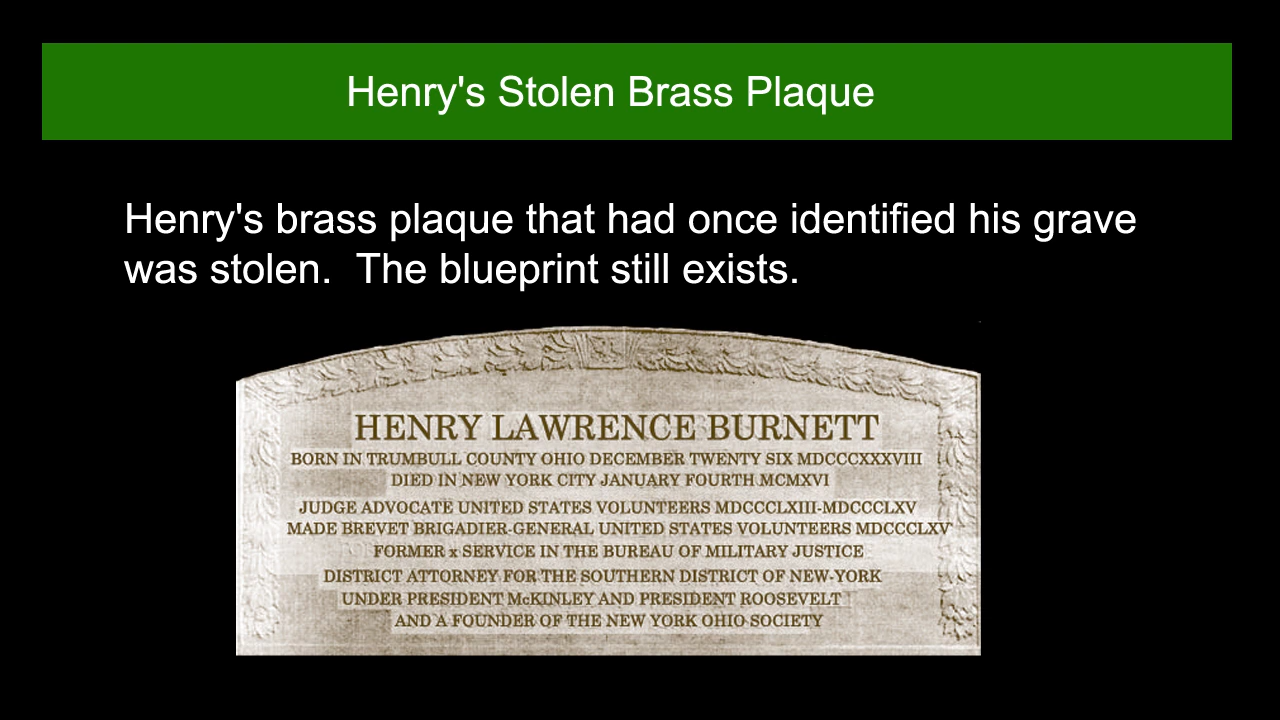 Henry's Stolen Brass Plaque
Henry's brass plaque that had once identified his grave
was stolen.  The blueprint still exists.
HENRY LAWRENCE BURNETT
BORN IN TRUMBULL COUNTY OHIO DECEMBER TWENTY SIX MDCCCXXXVIII
DIED IN NEW YORK CITY JANUARY FOURTH MCMXVI
JUDGE ADVOCATE UNITED STATES VOLUNTEERS MDCCCLXIII-MDCCCLXV
MADE BREVET BRIGADIER-GENERAL UNITED STATES VOLUNTEERS MDCCCLXV
FORMER x SERVICE IN THE BUREAU OF MILITARY JUSTICE
DISTRICT ATTORNEY FOR THE SOUTHERN DISTRICT OF NEW-YORK
UNDER PRESIDENT McKINLEY AND PRESIDENT ROOSEVELT
AND A FOUNDER OF THE NEW YORK OHIO SOCIETY